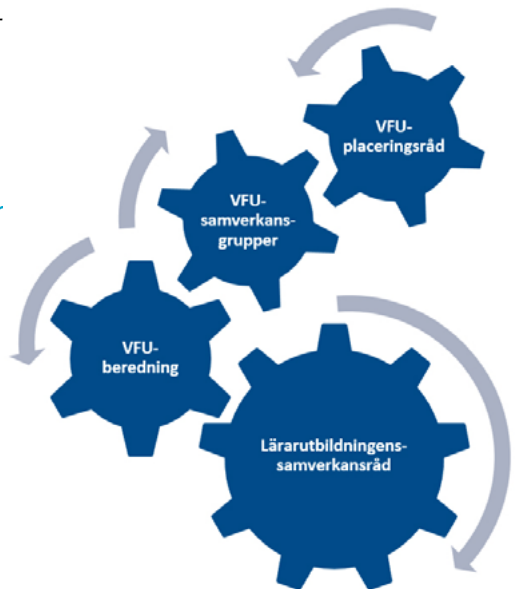 VFU-
placeringsråd
VFU-
samverkans-
grupper
VFU-
beredning
Lärarutbildningens-
samverkansråd